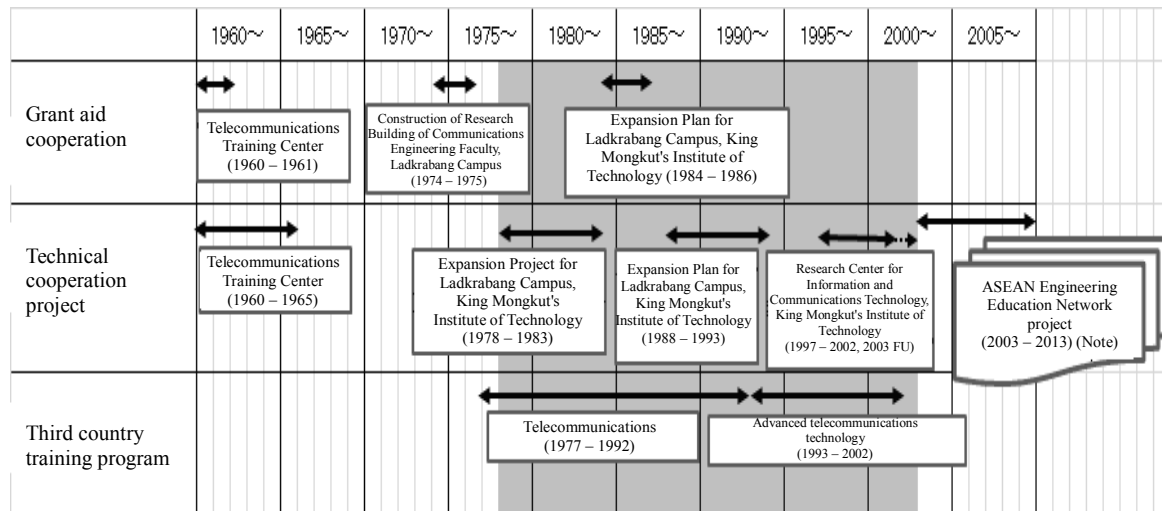 1960~ 1965~ 1970~ 1975~ 1980~ 1985~ 1990~ 1995~ 2000~ 2005~
Grant aid
cooperation
Telecommunications
Training Center
(1960 – 1961)
Construction of Research
Building of Communications
Engineering Faculty,
Ladkrabang Campus
(1974 – 1975)
Expansion Plan for
Ladkrabang Campus, King
Mongkut's Institute of
Technology (1984 – 1986)
Technical
cooperation
project
Telecommunications
Training Center
(1960 – 1965)
Expansion Project for
Ladkrabang Campus,
King Mongkut's
Institute of Technology
(1978 – 1983)
Expansion Plan for
Ladkrabang Campus,
King Mongkut's
Institute of Technology
(1988 – 1993)
Research Center for
Information and
Communications Technology,
King Mongkut's Institute of
Technology
(1997 – 2002, 2003 FU)
ASEAN Engineering
Education Network
project
(2003 – 2013) (Note)
Third country
training program
Telecommunications
(1977 – 1992)
Advanced telecommunications
technology
(1993 – 2002)